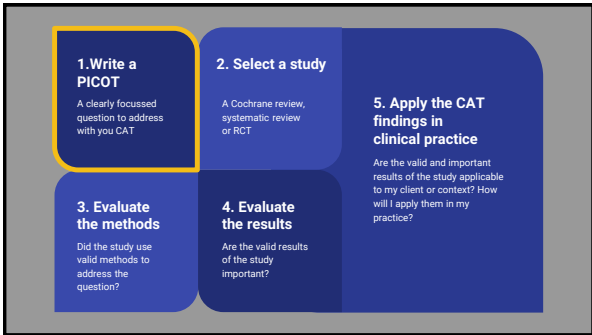 1.Write a
PICOT
A clearly focussed
question to address
with you CAT
2. Select a study
A Cochrane review,
systematic review
or RCT
3. Evaluate
the methods
Did the study use
valid methods to
address the
question?
4. Evaluate
the results
Are the valid results
of the study
important?
5. Apply the CAT
findings in
clinical practice
Are the valid and important
results of the study applicable
to my client or context? How
will I apply them in my
practice?